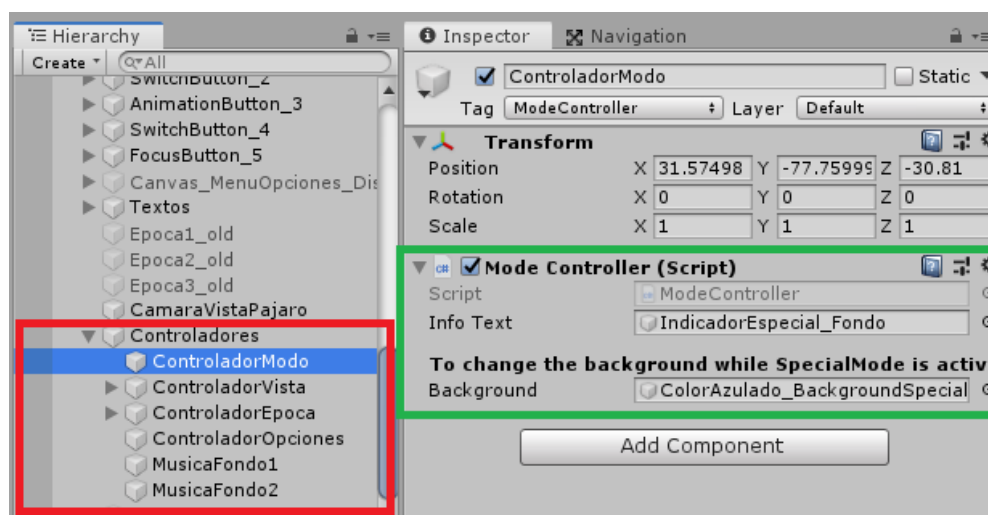 Hierarchy
Create
All
SwitchButton_2
AnimationButton_3
SwitchButton_4
FocusButton_5
Canvas_MenuOpciones_Dis
Textos
Epoca1_old
Epoca2_old
Epoca3_old
CamaraVistaPajaro
Controladores
ControladorModo
ControladorVista
ControladorEpoca
ControladorOpciones
MusicaFondo1
MusicaFondo2
Inspector Navigation
ControladorModo Static
Tag ModeController Layer Default
Transform
Position X 31.57498 Y -77.75999 Z -30.81
Rotation X 0 Y 0 Z 0
Scale X 1 Y 1 Z 1
c# Mode Controller (Script)
Script ModeController
Info Text IndicadorEspecial_Fondo
To change the background while SpecialMode is activ
Background ColorAzulado_BackgroundSpecial
Add Component